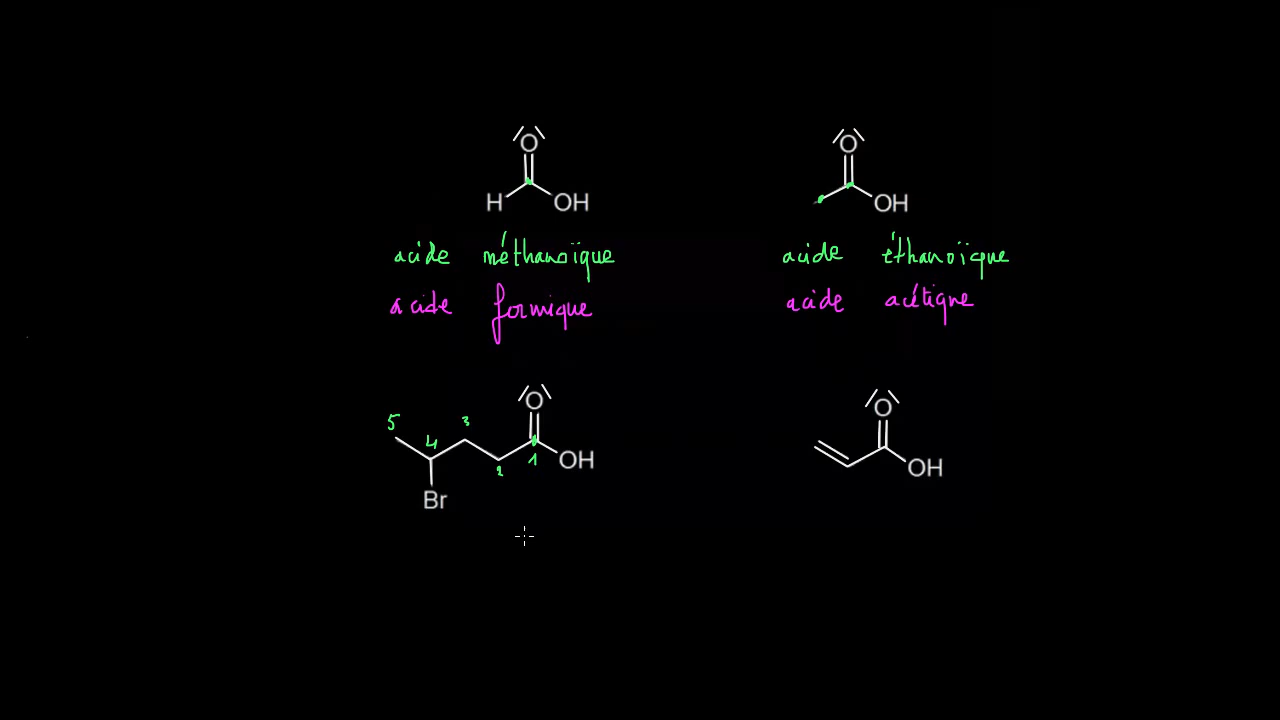 O
O
H
OH
OH
acide méthanoïque
acide éthanoïque
acide formique
acide acétique
O
O
5
4
3
2
1
OH
OH
Br